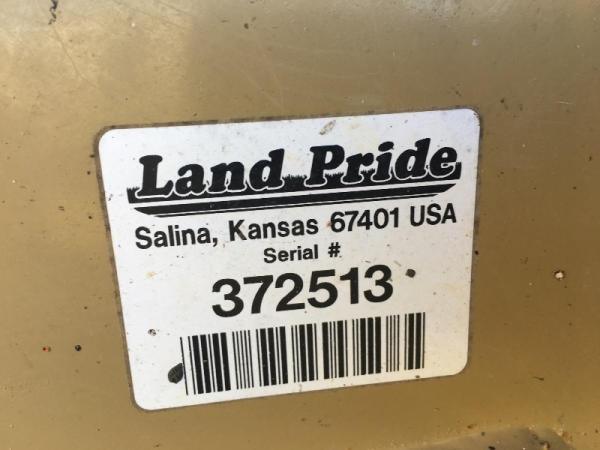 Land Pride
Salina, Kansas 67401 USA
Serial #
372513